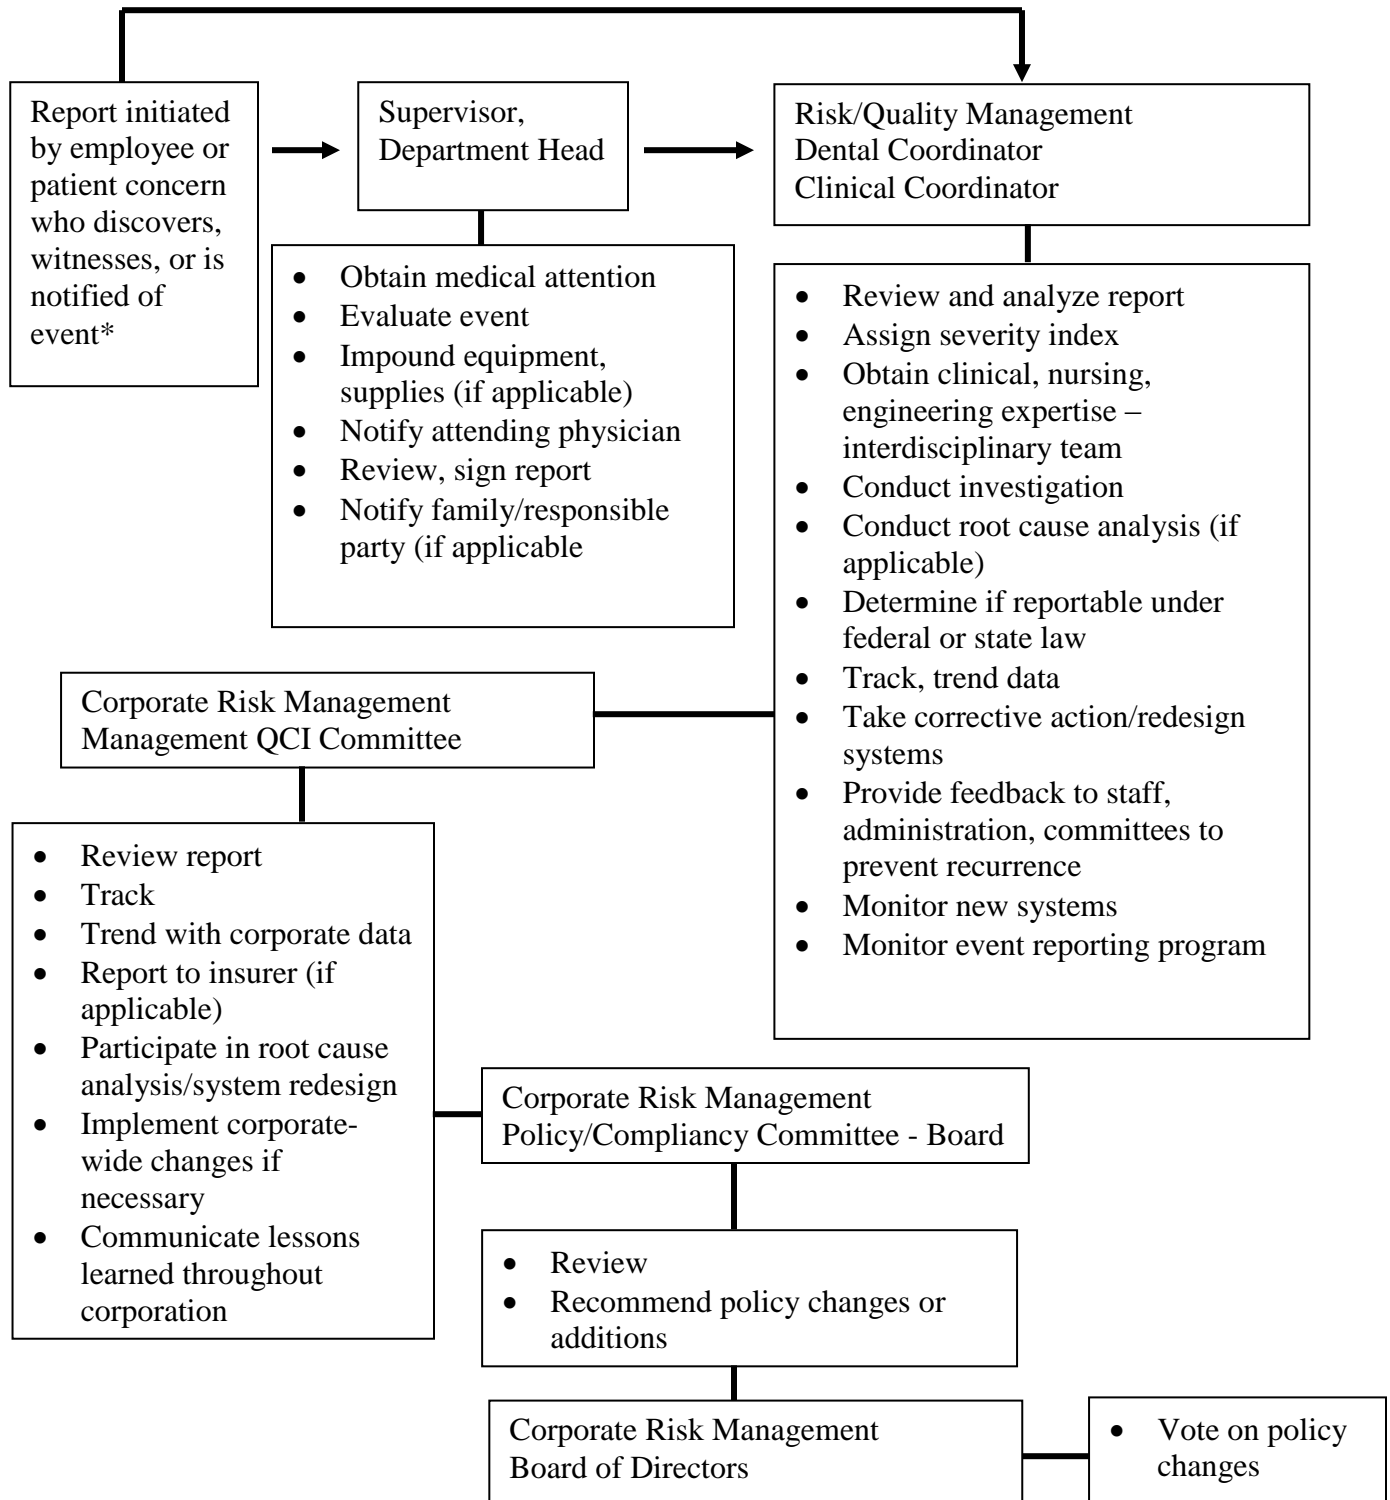 Report initiated
by employee or
patient concern
who discovers,
witnesses, or is
notified of
event*
Supervisor,
Department Head
Risk/Quality Management
Dental Coordinator
Clinical Coordinator
• Obtain medical attention
• Evaluate event
• Impound equipment,
supplies (if applicable)
• Notify attending physician
• Review, sign report
• Notify family/responsible
party (if applicable
• Review and analyze report
• Assign severity index
• Obtain clinical, nursing,
engineering expertise –
interdisciplinary team
• Conduct investigation
• Conduct root cause analysis (if
applicable)
• Determine if reportable under
federal or state law
• Track, trend data
• Take corrective action/redesign
systems
• Provide feedback to staff,
administration, committees to
prevent recurrence
• Monitor new systems
• Monitor event reporting program
Corporate Risk Management
Management QCI Committee
• Review report
• Track
• Trend with corporate data
• Report to insurer (if
applicable)
• Participate in root cause
analysis/system redesign
• Implement corporate-
wide changes if
necessary
• Communicate lessons
learned throughout
corporation
Corporate Risk Management
Policy/Compliancy Committee - Board
• Review
• Recommend policy changes or
additions
Corporate Risk Management
Board of Directors
• Vote on policy
changes